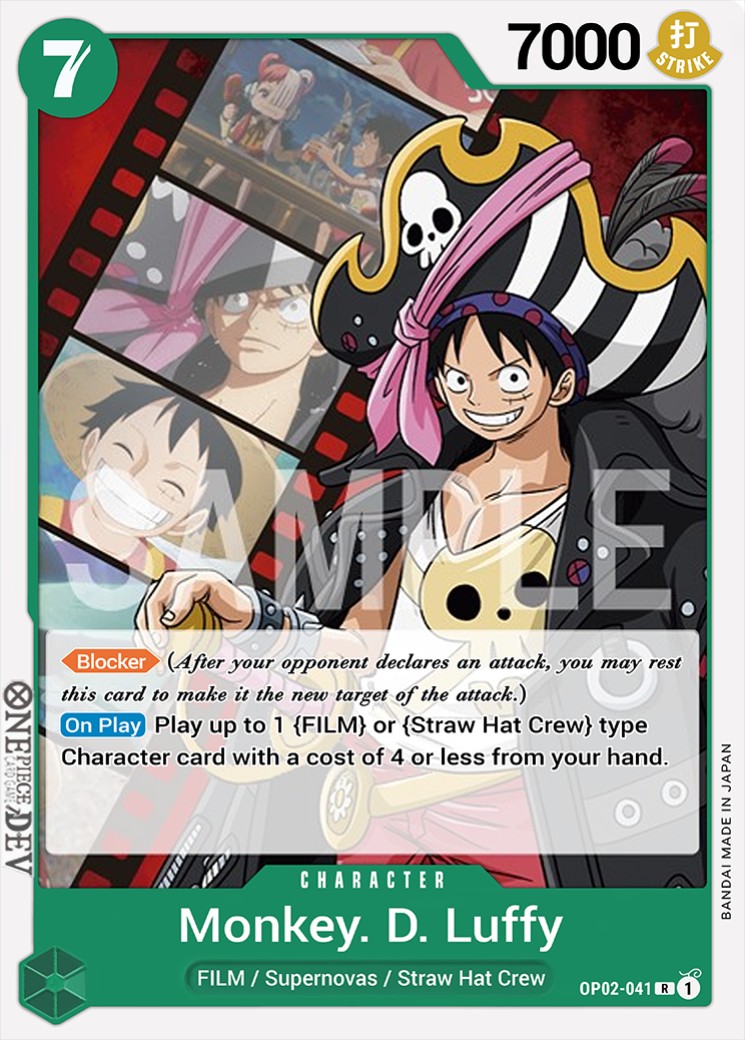 7
7000
打
STRIKE
SAMPLE
Blocker (After your opponent declares an attack, you may rest
this card to make it the new target of the attack.)
On Play Play up to 1 {FILM} or {Straw Hat Crew} type
Character card with a cost of 4 or less from your hand.
ONE PIECE
CARD GAME
DEV
BANDAI MADE IN JAPAN
CHARACTER
Monkey. D. Luffy
FILM / Supernovas / Straw Hat Crew
OP02-041 R 1